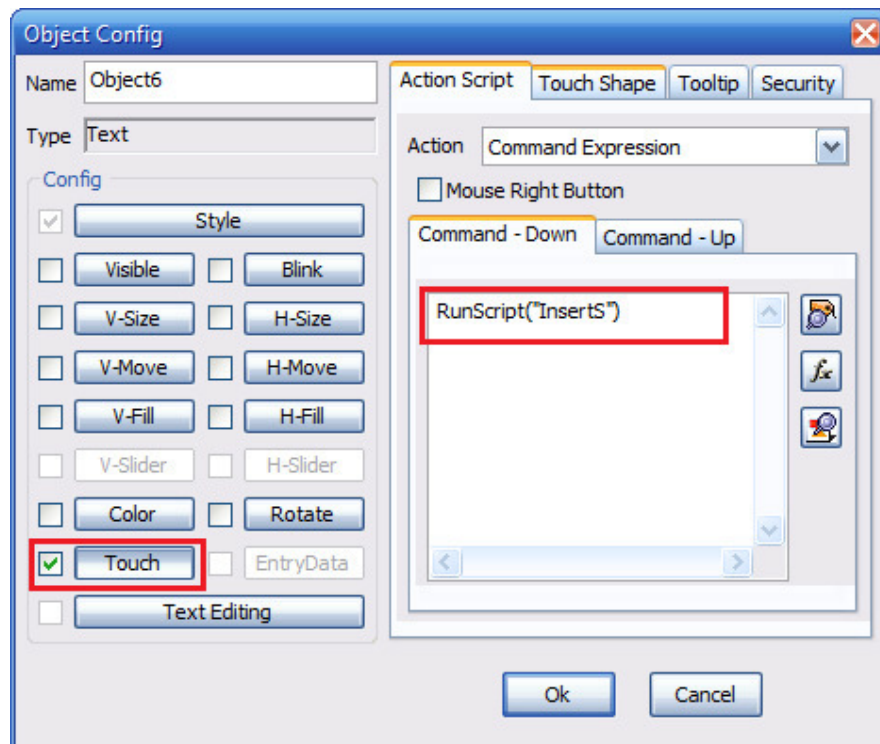 Object Config
Name Object6
Type Text
Config
Style
Visible Blink
V-Size H-Size
V-Move H-Move
V-Fill H-Fill
V-Slider H-Slider
Color Rotate
Touch EntryData
Text Editing
Action Script Touch Shape Tooltip Security
Action Command Expression
Mouse Right Button
Command - Down Command - Up
RunScript("InsertS")
fx
Ok Cancel